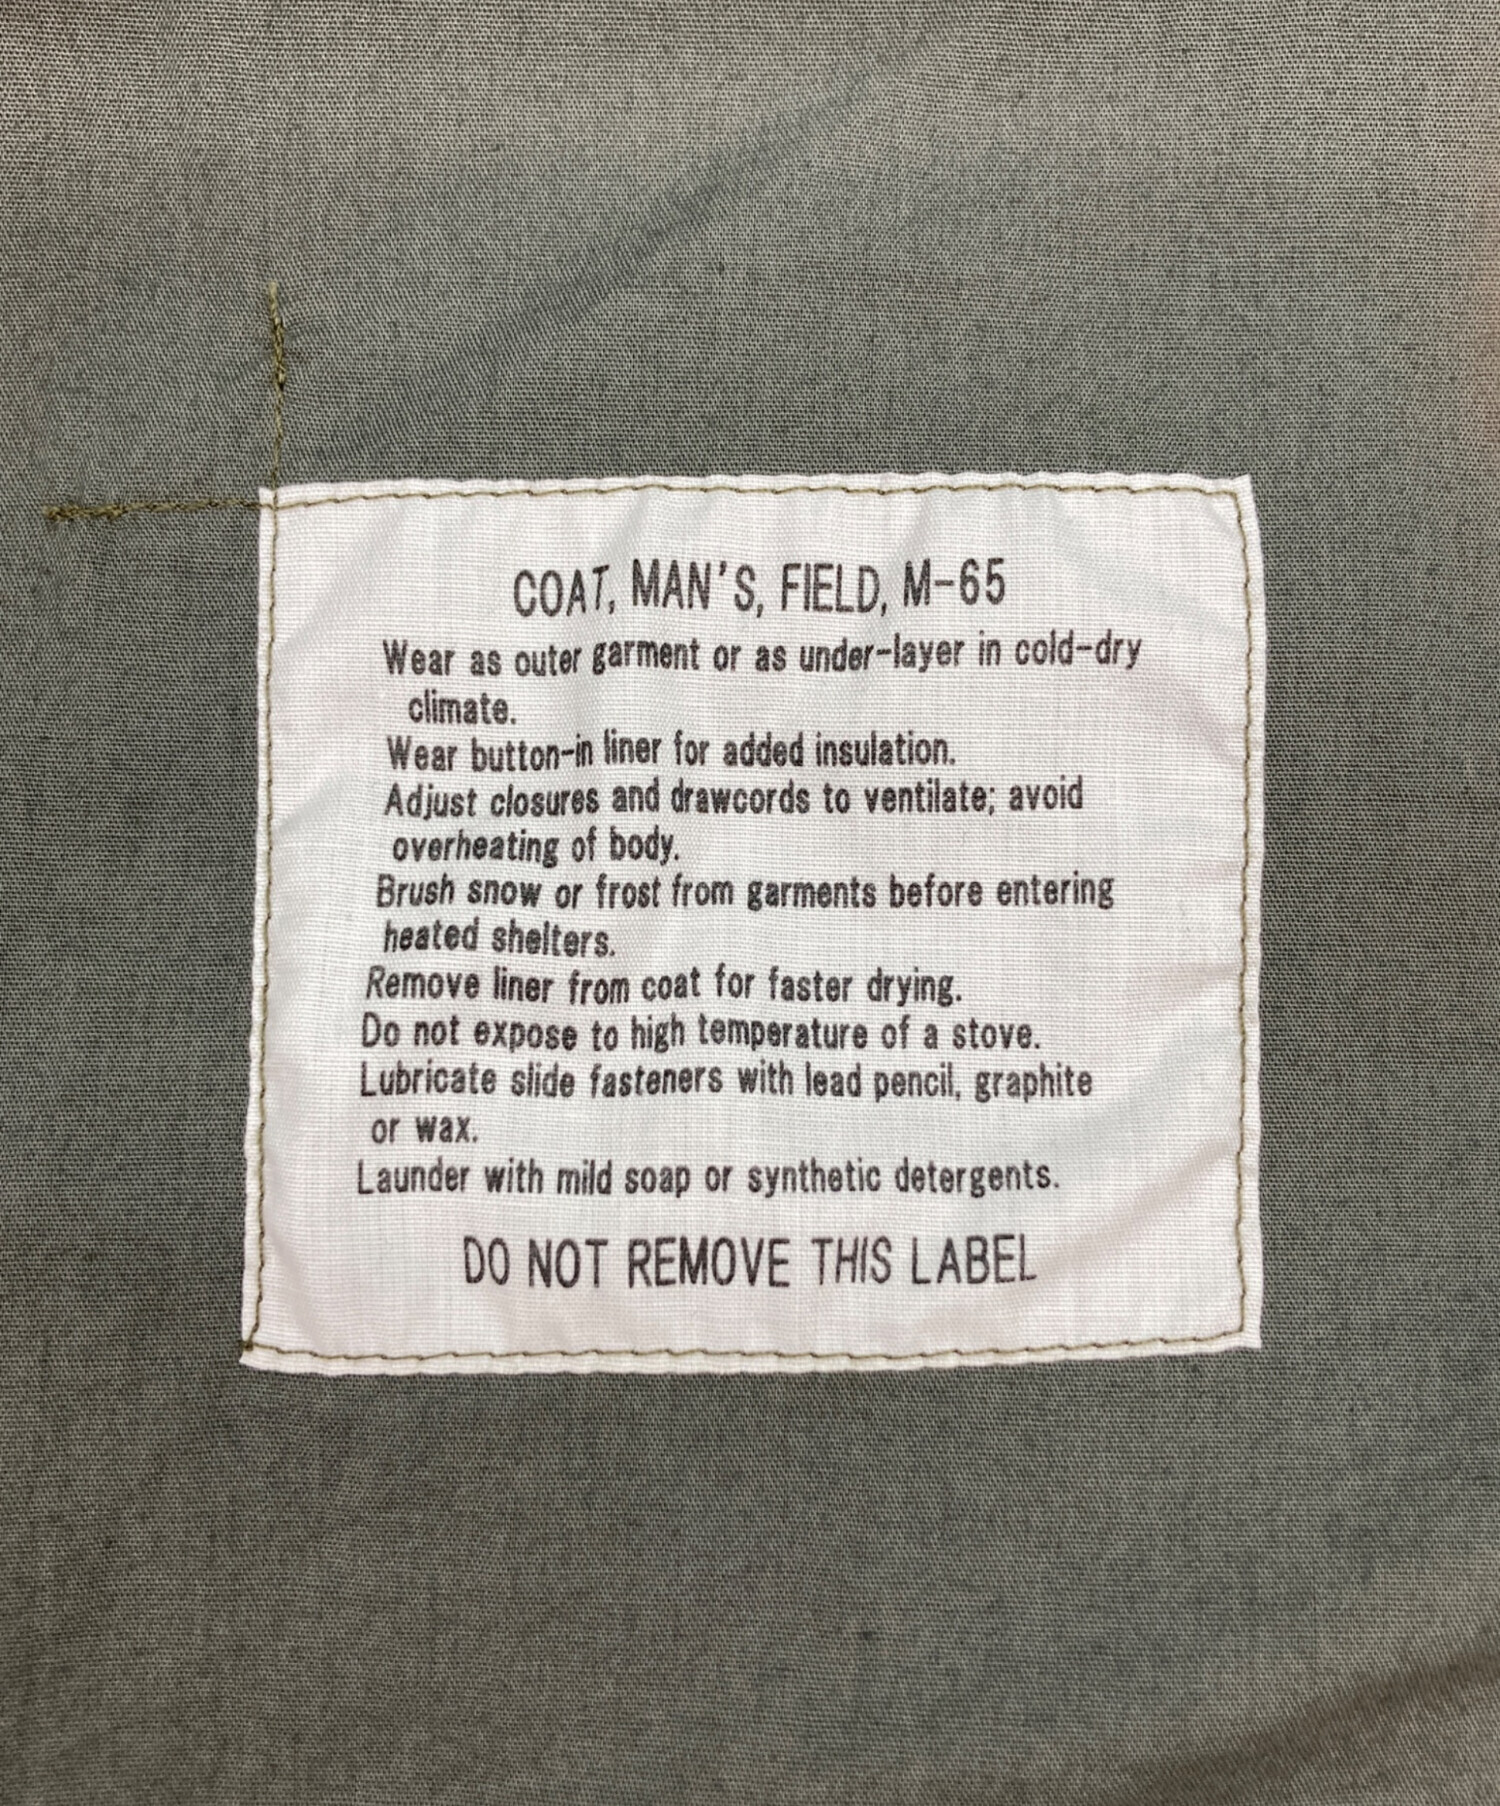 COAT, MAN'S, FIELD, M-65
Wear as outer garment or as under-layer in cold-dry
climate.
Wear button-in liner for added insulation.
Adjust closures and drawcords to ventilate; avoid
overheating of body.
Brush snow or frost from garments before entering
heated shelters.
Remove liner from coat for faster drying.
Do not expose to high temperature of a stove.
Lubricate slide fasteners with lead pencil, graphite
or wax.
Launder with mild soap or synthetic detergents.
DO NOT REMOVE THIS LABEL